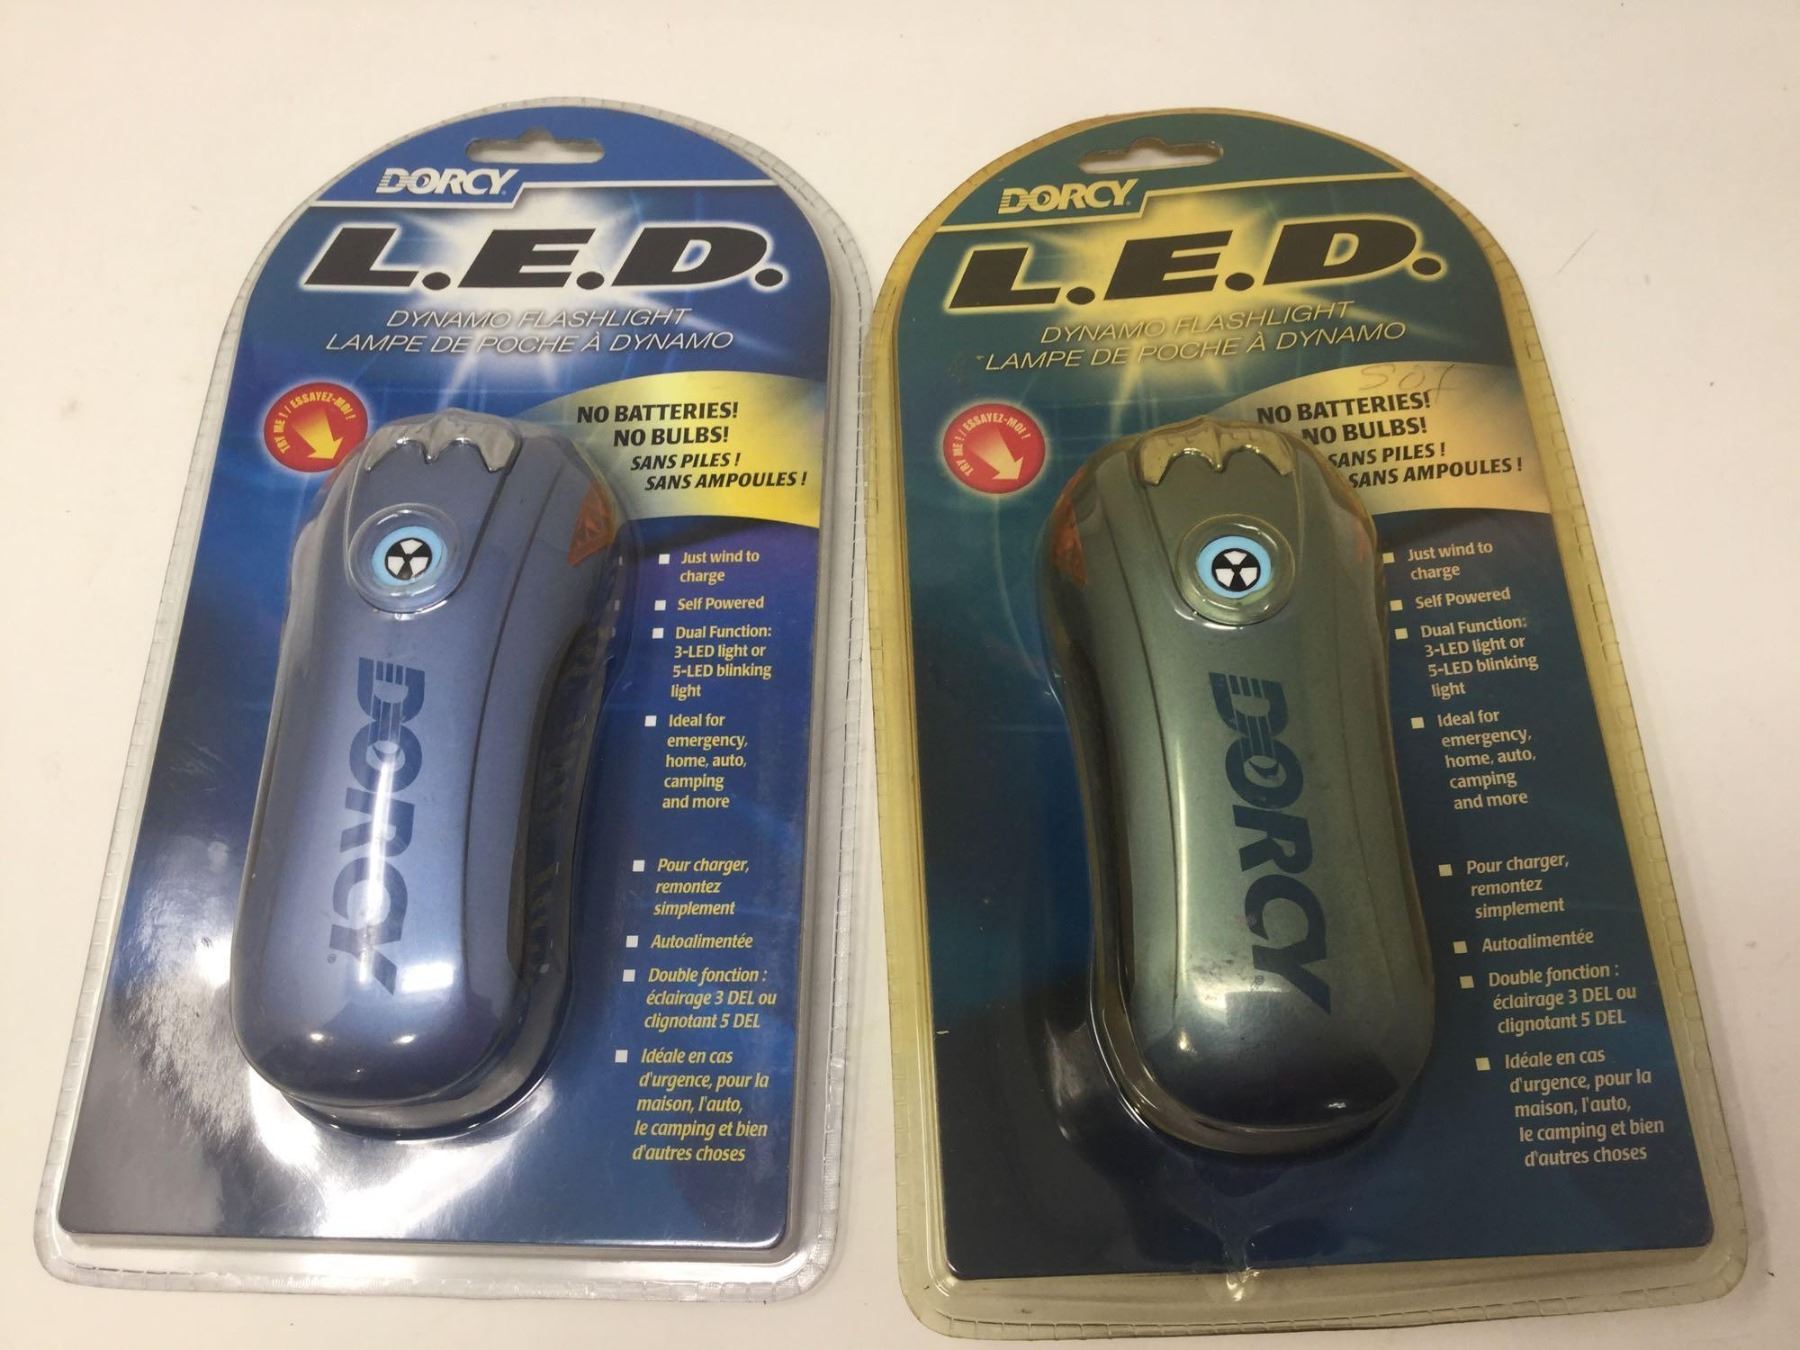 DORCY
L.E.D.
DYNAMO FLASHLIGHT
LAMPE DE POCHE À DYNAMO
TRY ME! / ESSAYEZ-MOI!
NO BATTERIES!
NO BULBS!
SANS PILES !
SANS AMPOULES !
Just wind to
charge
Self Powered
Dual Function:
3-LED light or
5-LED blinking
light
Ideal for
emergency,
home, auto,
camping
and more
Pour charger,
remontez
simplement
Autoalimentée
Double fonction :
éclairage 3 DEL ou
clignotant 5 DEL
Idéale en cas
d'urgence, pour la
maison, l'auto,
le camping et bien
d'autres choses
DORCY
DORCY
L.E.D.
DYNAMO FLASHLIGHT
LAMPE DE POCHE À DYNAMO
TRY ME! / ESSAYEZ-MOI!
NO BATTERIES!
NO BULBS!
SANS PILES !
SANS AMPOULES !
Just wind to
charge
Self Powered
Dual Function:
3-LED light or
5-LED blinking
light
Ideal for
emergency,
home, auto,
camping
and more
Pour charger,
remontez
simplement
Autoalimentée
Double fonction :
éclairage 3 DEL ou
clignotant 5 DEL
Idéale en cas
d'urgence, pour la
maison, l'auto,
le camping et bien
d'autres choses
DORCY